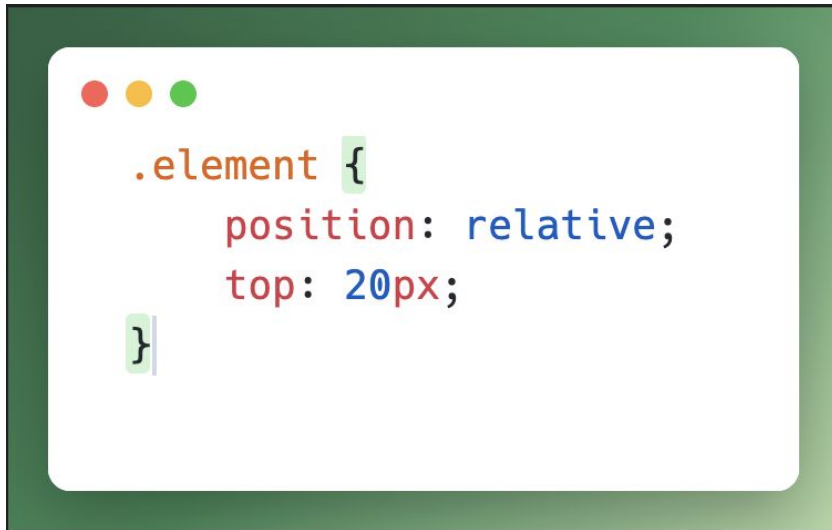 .element {
    position: relative;
    top: 20px;
}